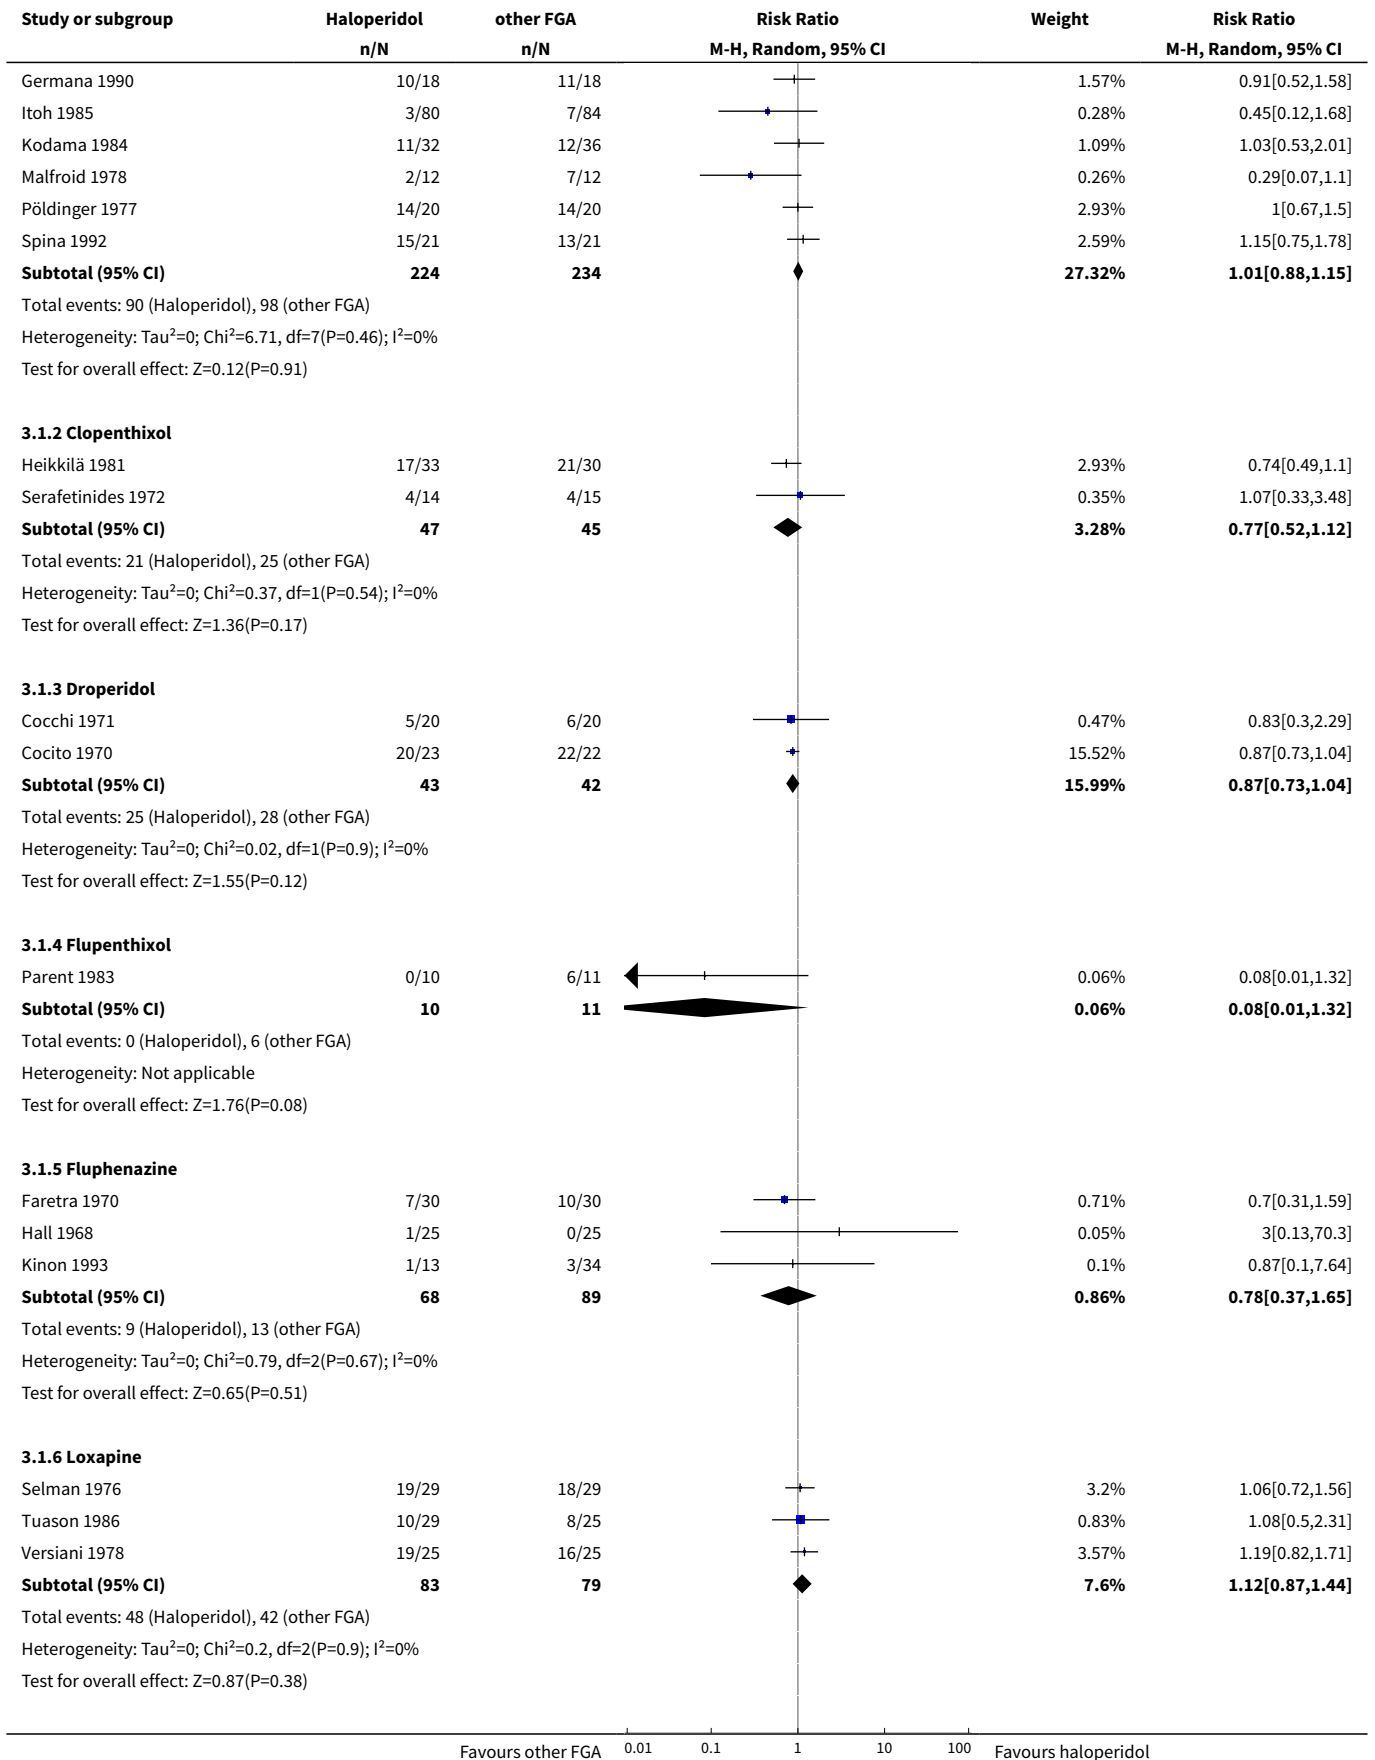 Study or subgroup Haloperidol other FGA Risk Ratio Weight Risk Ratio
n/N n/N M-H, Random, 95% CI M-H, Random, 95% CI
Germana 1990 10/18 11/18 1.57% 0.91[0.52,1.58]
Itoh 1985 3/80 7/84 0.28% 0.45[0.12,1.68]
Kodama 1984 11/32 12/36 1.09% 1.03[0.53,2.01]
Malfroid 1978 2/12 7/12 0.26% 0.29[0.07,1.1]
Pöldinger 1977 14/20 14/20 2.93% 1[0.67,1.5]
Spina 1992 15/21 13/21 2.59% 1.15[0.75,1.78]
Subtotal (95% CI) 224 234 27.32% 1.01[0.88,1.15]
Total events: 90 (Haloperidol), 98 (other FGA)
Heterogeneity: Tau²=0; Chi²=6.71, df=7(P=0.46); I²=0%
Test for overall effect: Z=0.12(P=0.91)
3.1.2 Clopenthixol
Heikkilä 1981 17/33 21/30 2.93% 0.74[0.49,1.1]
Serafetinides 1972 4/14 4/15 0.35% 1.07[0.33,3.48]
Subtotal (95% CI) 47 45 3.28% 0.77[0.52,1.12]
Total events: 21 (Haloperidol), 25 (other FGA)
Heterogeneity: Tau²=0; Chi²=0.37, df=1(P=0.54); I²=0%
Test for overall effect: Z=1.36(P=0.17)
3.1.3 Droperidol
Cocchi 1971 5/20 6/20 0.47% 0.83[0.3,2.29]
Cocito 1970 20/23 22/22 15.52% 0.87[0.73,1.04]
Subtotal (95% CI) 43 42 15.99% 0.87[0.73,1.04]
Total events: 25 (Haloperidol), 28 (other FGA)
Heterogeneity: Tau²=0; Chi²=0.02, df=1(P=0.9); I²=0%
Test for overall effect: Z=1.55(P=0.12)
3.1.4 Flupenthixol
Parent 1983 0/10 6/11 0.06% 0.08[0.01,1.32]
Subtotal (95% CI) 10 11 0.06% 0.08[0.01,1.32]
Total events: 0 (Haloperidol), 6 (other FGA)
Heterogeneity: Not applicable
Test for overall effect: Z=1.76(P=0.08)
3.1.5 Fluphenazine
Faretra 1970 7/30 10/30 0.71% 0.7[0.31,1.59]
Hall 1968 1/25 0/25 0.05% 3[0.13,70.3]
Kinon 1993 1/13 3/34 0.1% 0.87[0.1,7.64]
Subtotal (95% CI) 68 89 0.86% 0.78[0.37,1.65]
Total events: 9 (Haloperidol), 13 (other FGA)
Heterogeneity: Tau²=0; Chi²=0.79, df=2(P=0.67); I²=0%
Test for overall effect: Z=0.65(P=0.51)
3.1.6 Loxapine
Selman 1976 19/29 18/29 3.2% 1.06[0.72,1.56]
Tuason 1986 10/29 8/25 0.83% 1.08[0.5,2.31]
Versiani 1978 19/25 16/25 3.57% 1.19[0.82,1.71]
Subtotal (95% CI) 83 79 7.6% 1.12[0.87,1.44]
Total events: 48 (Haloperidol), 42 (other FGA)
Heterogeneity: Tau²=0; Chi²=0.2, df=2(P=0.9); I²=0%
Test for overall effect: Z=0.87(P=0.38)
Favours other FGA 0.01 0.1 1 10 100 Favours haloperidol